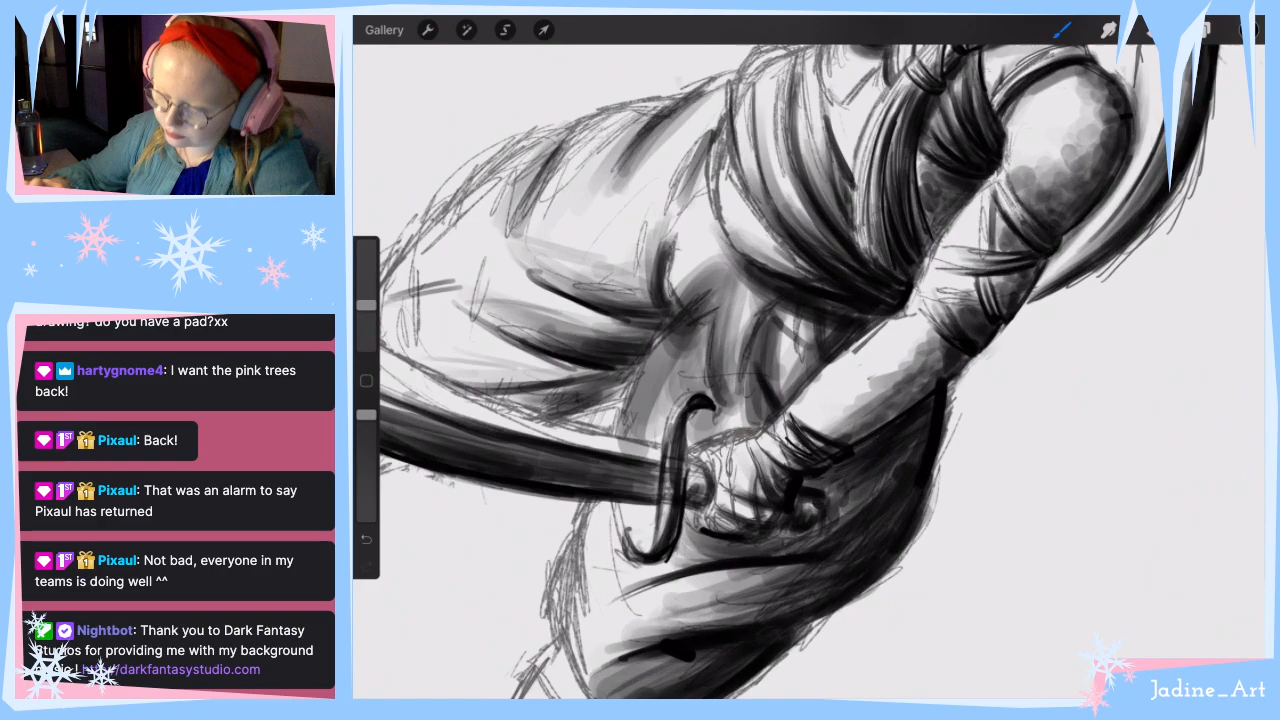 Gallery
drawing? do you have a pad?xx
hartygnome4: I want the pink trees
back!
Pixaul: Back!
Pixaul: That was an alarm to say
Pixaul has returned
Pixaul: Not bad, everyone in my
teams is doing well ^^
Nightbot: Thank you to Dark Fantasy
Studios for providing me with my background
music ! http://darkfantasystudio.com
Jadine_Art